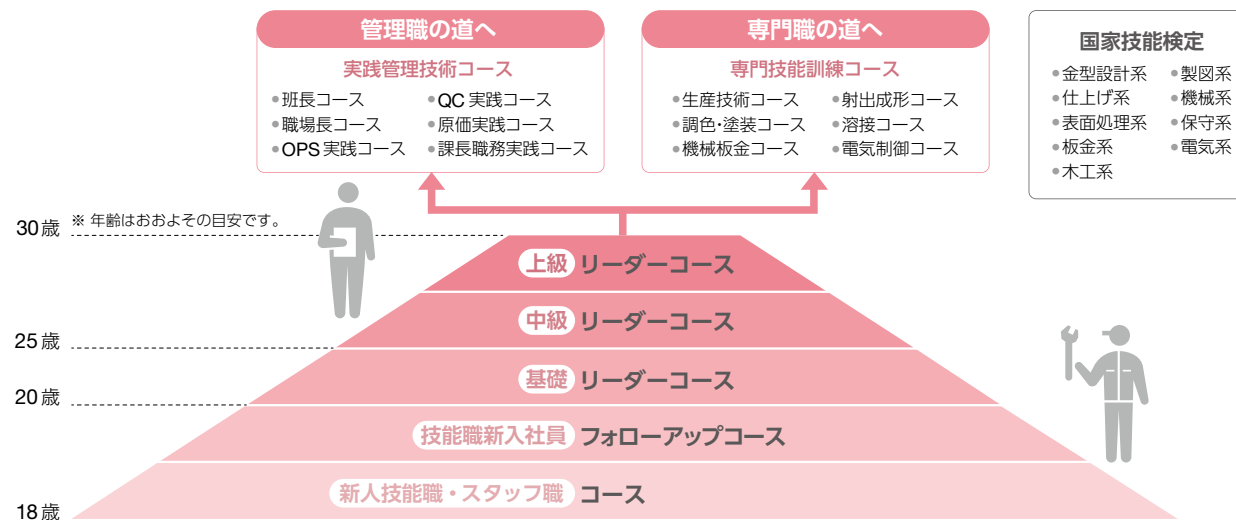 管理職の道へ
実践管理技術コース
●班長コース
●職場長コース
●OPS実践コース
●QC実践コース
●原価実践コース
●課長職務実践コース
専門職の道へ
専門技能訓練コース
●生産技術コース
●調色・塗装コース
●機械板金コース
●射出成形コース
●溶接コース
●電気制御コース
国家技能検定
●金型設計系
●仕上げ系
●表面処理系
●板金系
●木工系
●製図系
●機械系
●保守系
●電気系
30歳
※ 年齢はおおよその目安です。
上級 リーダーコース
中級 リーダーコース
25歳
基礎 リーダーコース
20歳
技能職新入社員 フォローアップコース
新人技能職・スタッフ職 コース
18歳